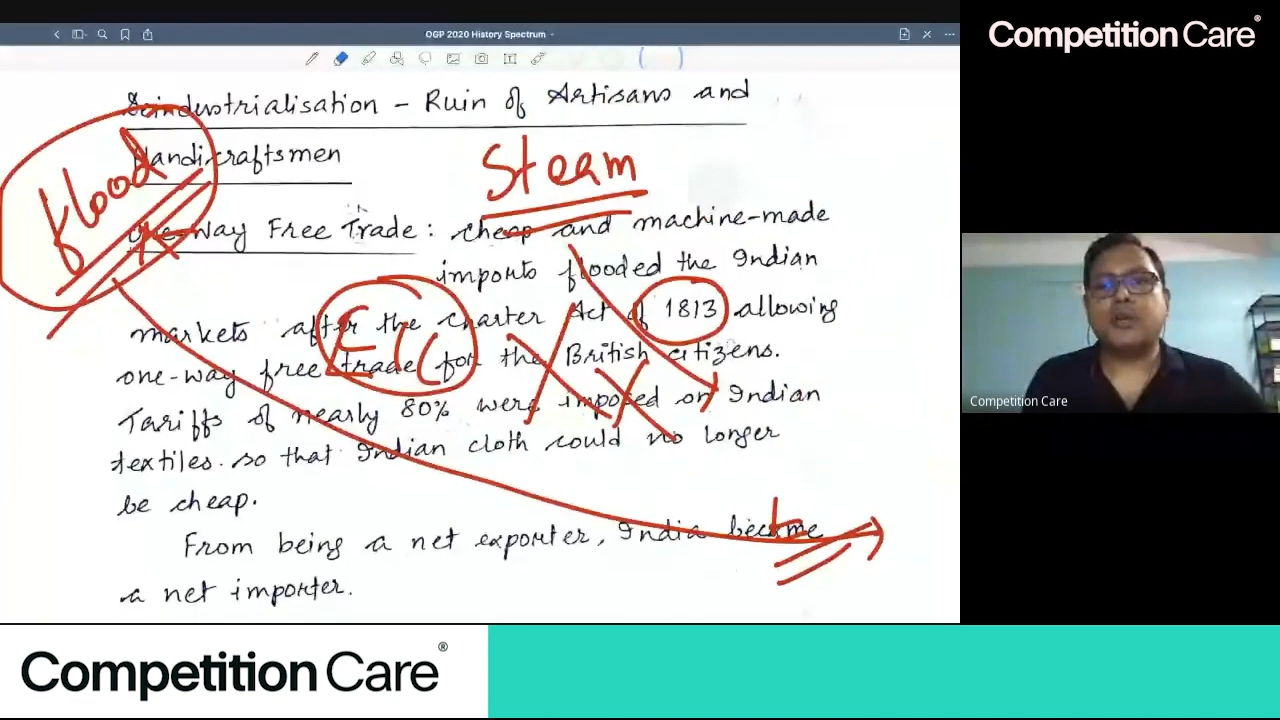 OGP 2020 History Spectrum
Competition Care®
Deindustrialisation - Ruin of Artisans and
Handicraftsmen
flood
Steam
One-Way Free Trade: cheap and machine-made
imports flooded the Indian
markets after the charter Act of 1813 allowing
EIC
one-way free trade for the British citizens.
Tariffs of nearly 80% were imposed on Indian
textiles. so that Indian cloth could no longer
be cheap.
From being a net exporter, India became
a net importer.
Competition Care
Competition Care®